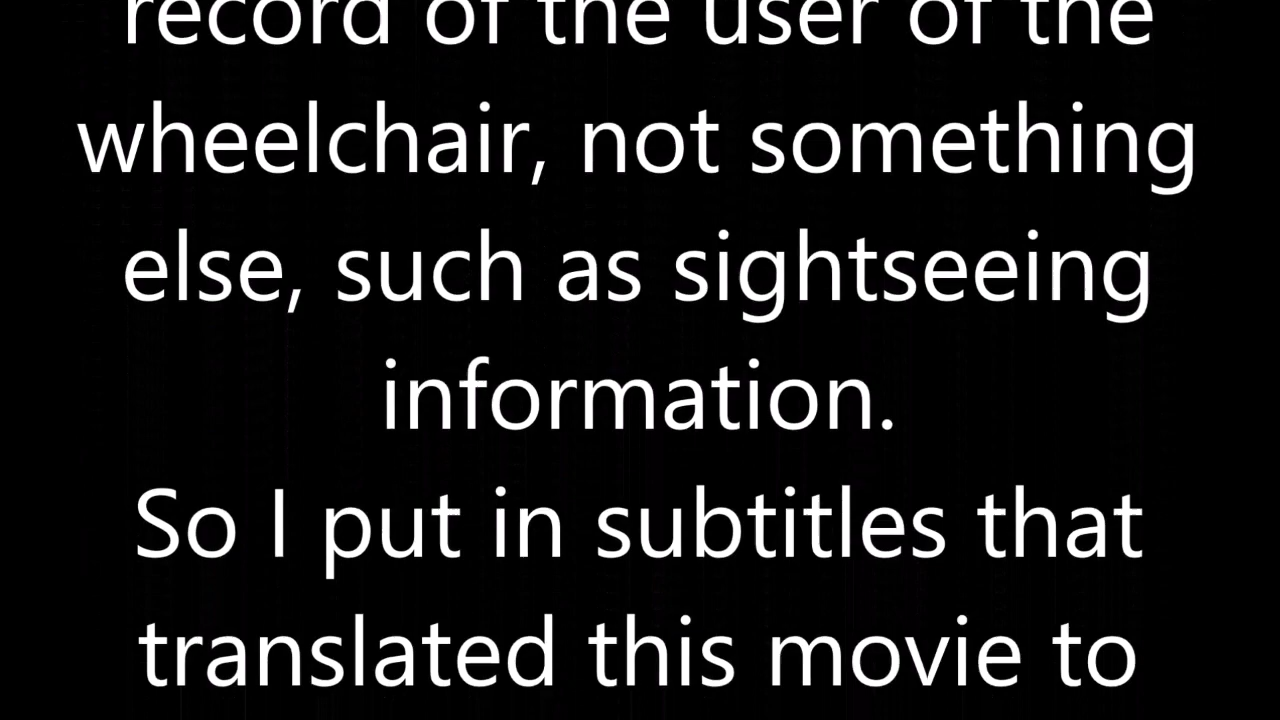 record of the user of the
wheelchair, not something
else, such as sightseeing
information.
So I put in subtitles that
translated this movie to